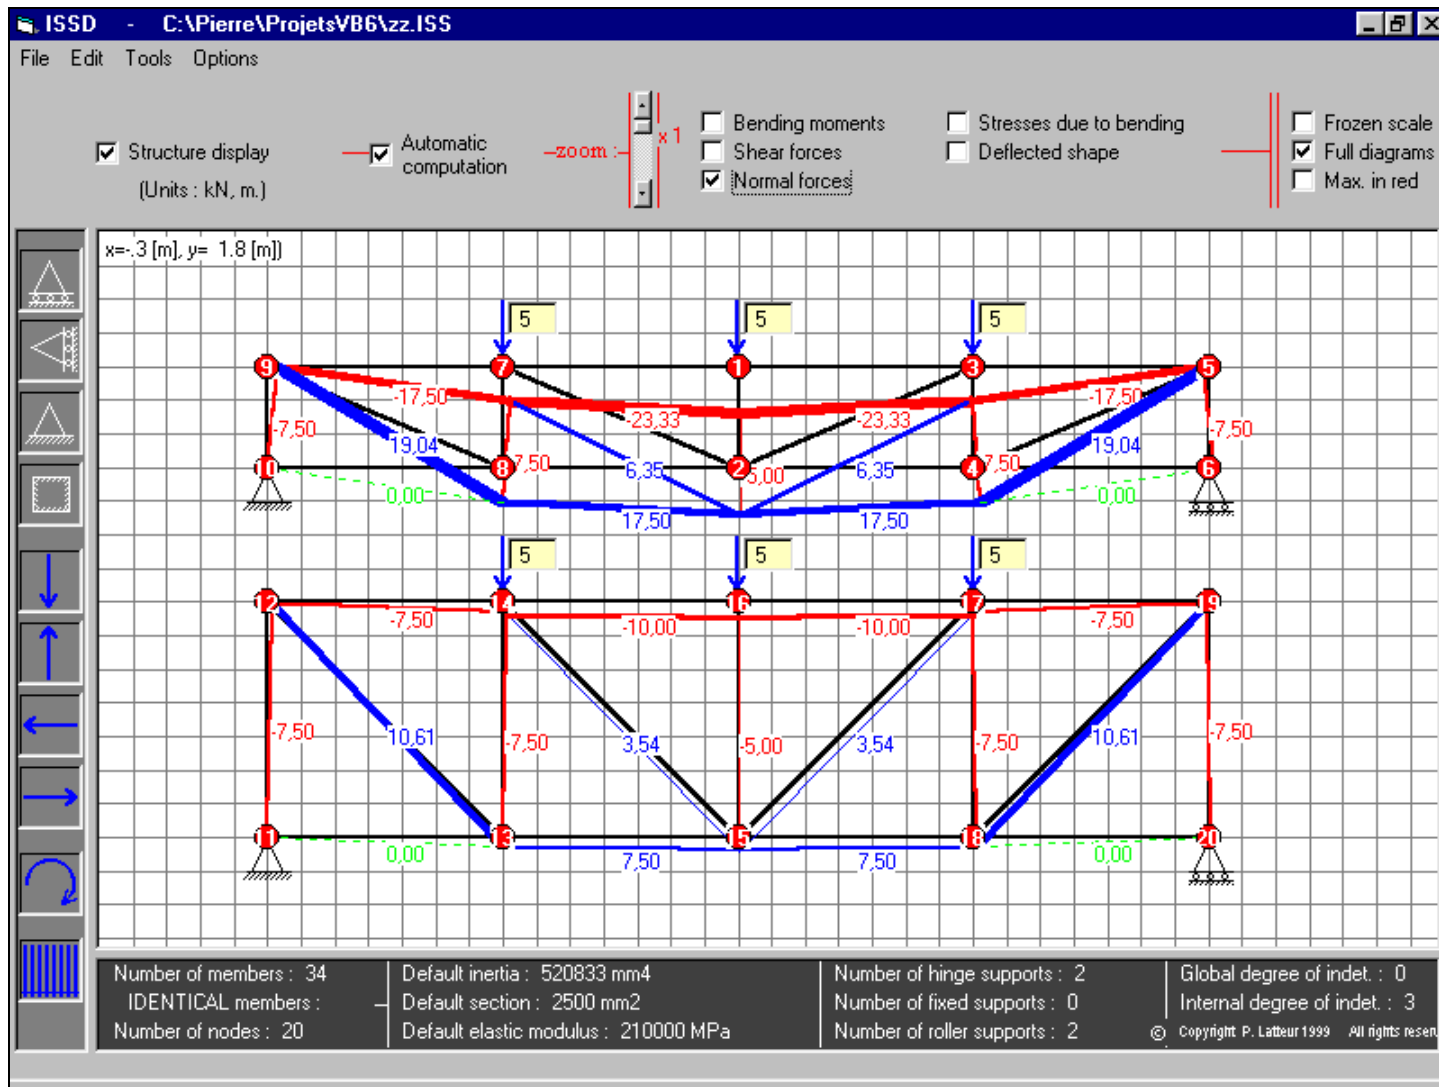 ISSD - C:\Pierre\ProjetsVB6\zz.ISS
File Edit Tools Options
Structure display
(Units : kN, m.)
Automatic
computation
zoom :
x 1
Bending moments
Shear forces
Normal forces
Stresses due to bending
Deflected shape
Frozen scale
Full diagrams
Max. in red
x=-.3 [m], y= 1.8 [m])
5 5 5
9 7 1 3 5
-17,50 -23,33 -23,33 -17,50
-7,50 19,04 19,04 -7,50
10 8 7,50 6,35 2 5,00 6,35 4 7,50 6
0,00 17,50 17,50 0,00
5 5 5
12 14 16 17 19
-7,50 -10,00 -10,00 -7,50
-7,50 10,61 -7,50 3,54 -5,00 3,54 -7,50 10,61 -7,50
11 13 15 18 20
0,00 7,50 7,50 0,00
Number of members : 34
IDENTICAL members :
Number of nodes : 20
Default inertia : 520833 mm4
Default section : 2500 mm2
Default elastic modulus : 210000 MPa
Number of hinge supports : 2
Number of fixed supports : 0
Number of roller supports : 2
Global degree of indet. : 0
Internal degree of indet. : 3
© Copyright P. Latteur 1999 All rights reser